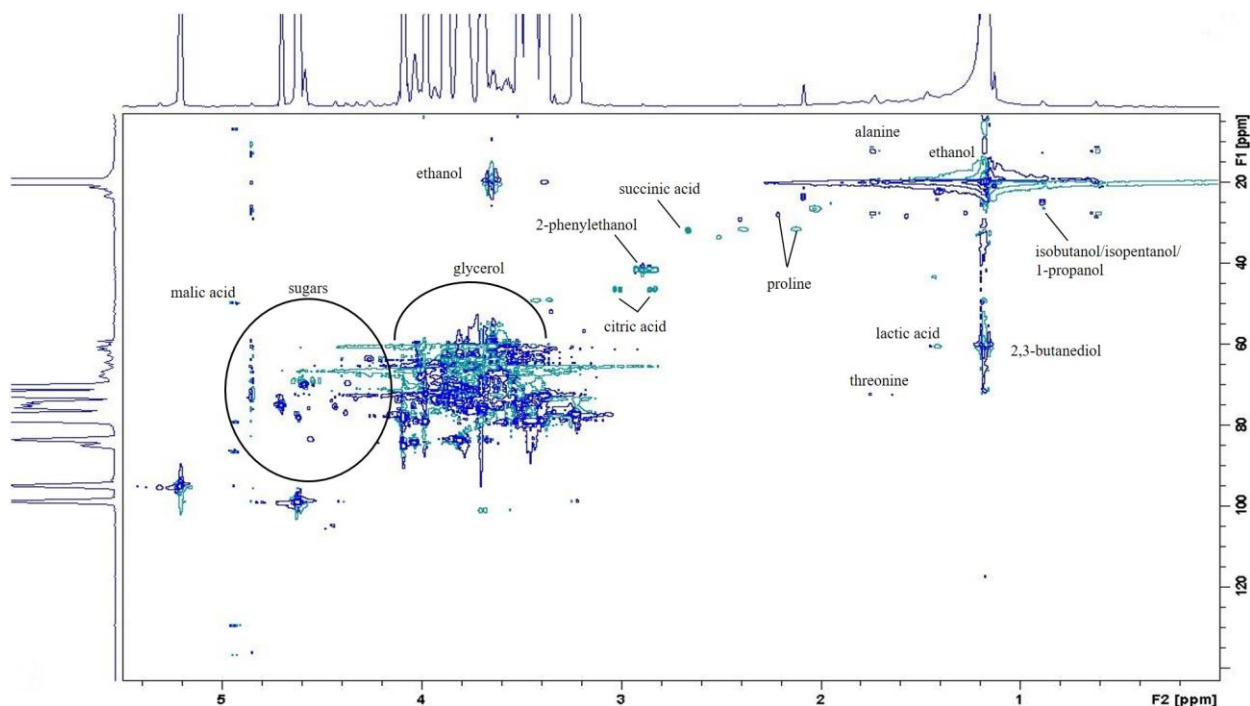 alanine
ethanol
ethanol
succinic acid
2-phenylethanol
isobutanol/isopentanol/
1-propanol
glycerol
proline
malic acid
sugars
citric acid
lactic acid
2,3-butanediol
threonine
F1 [ppm]
20
40
60
80
100
120
5
4
3
2
1
F2 [ppm]